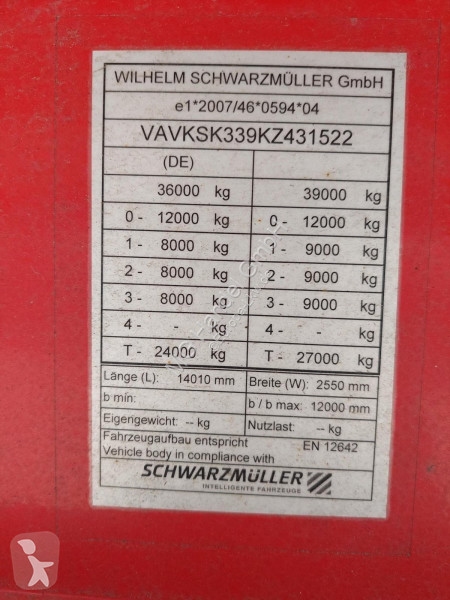 WILHELM SCHWARZMÜLLER GmbH
e1*2007/46*0594*04
VAVKSK339KZ431522
(DE)
36000 kg 39000 kg
0 - 12000 kg 0 - 12000 kg
1 - 8000 kg 1 - 9000 kg
2 - 8000 kg 2 - 9000 kg
3 - 8000 kg 3 - 9000 kg
4 - - kg 4 - - kg
T - 24000 kg T - 27000 kg
Länge (L): 14010 mm Breite (W): 2550 mm
b min: b / b max: 12000 mm
Eigengewicht: -- kg Nutzlast: -- kg
Fahrzeugaufbau entspricht EN 12642
Vehicle body in compliance with
SCHWARZMÜLLER
INTELLIGENTE FAHRZEUGE